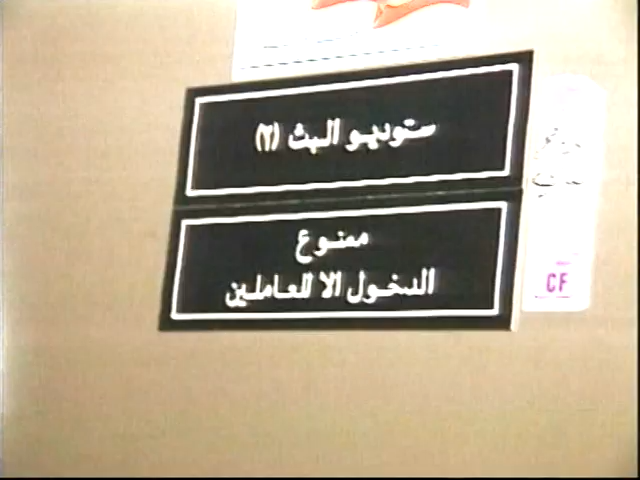 ستوديو البث (٢)
ممنوع
الدخول الا للعاملين
CF